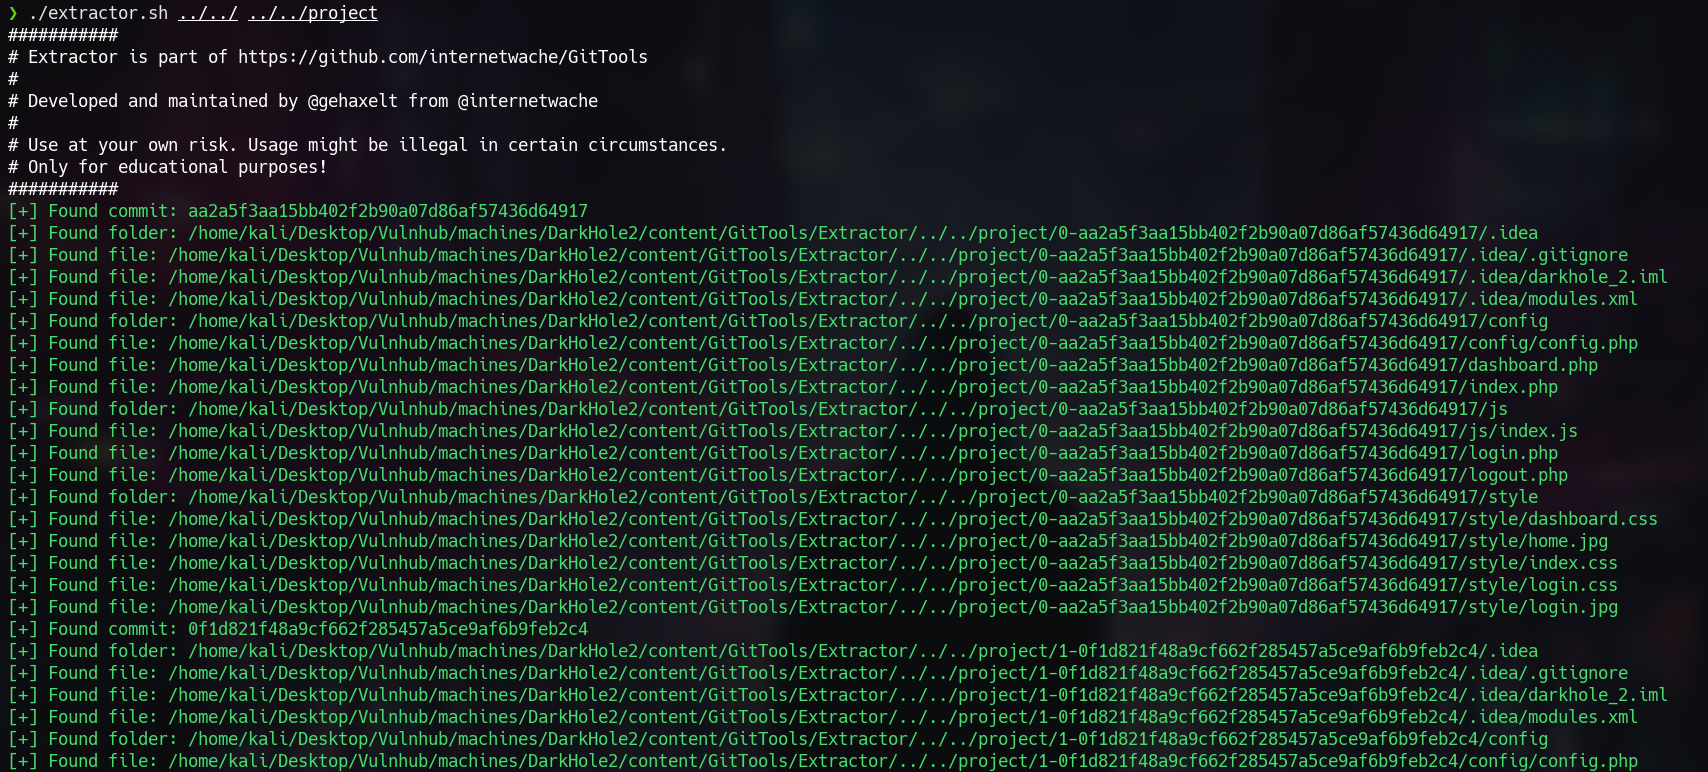 ❯ ./extractor.sh ../../ ../../project
###########
# Extractor is part of https://github.com/internetwache/GitTools
#
# Developed and maintained by @gehaxelt from @internetwache
#
# Use at your own risk. Usage might be illegal in certain circumstances.
# Only for educational purposes!
###########
[+] Found commit: aa2a5f3aa15bb402f2b90a07d86af57436d64917
[+] Found folder: /home/kali/Desktop/Vulnhub/machines/DarkHole2/content/GitTools/Extractor/../../project/0-aa2a5f3aa15bb402f2b90a07d86af57436d64917/.idea
[+] Found file: /home/kali/Desktop/Vulnhub/machines/DarkHole2/content/GitTools/Extractor/../../project/0-aa2a5f3aa15bb402f2b90a07d86af57436d64917/.idea/.gitignore
[+] Found file: /home/kali/Desktop/Vulnhub/machines/DarkHole2/content/GitTools/Extractor/../../project/0-aa2a5f3aa15bb402f2b90a07d86af57436d64917/.idea/darkhole_2.iml
[+] Found file: /home/kali/Desktop/Vulnhub/machines/DarkHole2/content/GitTools/Extractor/../../project/0-aa2a5f3aa15bb402f2b90a07d86af57436d64917/.idea/modules.xml
[+] Found folder: /home/kali/Desktop/Vulnhub/machines/DarkHole2/content/GitTools/Extractor/../../project/0-aa2a5f3aa15bb402f2b90a07d86af57436d64917/config
[+] Found file: /home/kali/Desktop/Vulnhub/machines/DarkHole2/content/GitTools/Extractor/../../project/0-aa2a5f3aa15bb402f2b90a07d86af57436d64917/config/config.php
[+] Found file: /home/kali/Desktop/Vulnhub/machines/DarkHole2/content/GitTools/Extractor/../../project/0-aa2a5f3aa15bb402f2b90a07d86af57436d64917/dashboard.php
[+] Found file: /home/kali/Desktop/Vulnhub/machines/DarkHole2/content/GitTools/Extractor/../../project/0-aa2a5f3aa15bb402f2b90a07d86af57436d64917/index.php
[+] Found folder: /home/kali/Desktop/Vulnhub/machines/DarkHole2/content/GitTools/Extractor/../../project/0-aa2a5f3aa15bb402f2b90a07d86af57436d64917/js
[+] Found file: /home/kali/Desktop/Vulnhub/machines/DarkHole2/content/GitTools/Extractor/../../project/0-aa2a5f3aa15bb402f2b90a07d86af57436d64917/js/index.js
[+] Found file: /home/kali/Desktop/Vulnhub/machines/DarkHole2/content/GitTools/Extractor/../../project/0-aa2a5f3aa15bb402f2b90a07d86af57436d64917/login.php
[+] Found file: /home/kali/Desktop/Vulnhub/machines/DarkHole2/content/GitTools/Extractor/../../project/0-aa2a5f3aa15bb402f2b90a07d86af57436d64917/logout.php
[+] Found folder: /home/kali/Desktop/Vulnhub/machines/DarkHole2/content/GitTools/Extractor/../../project/0-aa2a5f3aa15bb402f2b90a07d86af57436d64917/style
[+] Found file: /home/kali/Desktop/Vulnhub/machines/DarkHole2/content/GitTools/Extractor/../../project/0-aa2a5f3aa15bb402f2b90a07d86af57436d64917/style/dashboard.css
[+] Found file: /home/kali/Desktop/Vulnhub/machines/DarkHole2/content/GitTools/Extractor/../../project/0-aa2a5f3aa15bb402f2b90a07d86af57436d64917/style/home.jpg
[+] Found file: /home/kali/Desktop/Vulnhub/machines/DarkHole2/content/GitTools/Extractor/../../project/0-aa2a5f3aa15bb402f2b90a07d86af57436d64917/style/index.css
[+] Found file: /home/kali/Desktop/Vulnhub/machines/DarkHole2/content/GitTools/Extractor/../../project/0-aa2a5f3aa15bb402f2b90a07d86af57436d64917/style/login.css
[+] Found file: /home/kali/Desktop/Vulnhub/machines/DarkHole2/content/GitTools/Extractor/../../project/0-aa2a5f3aa15bb402f2b90a07d86af57436d64917/style/login.jpg
[+] Found commit: 0f1d821f48a9cf662f285457a5ce9af6b9feb2c4
[+] Found folder: /home/kali/Desktop/Vulnhub/machines/DarkHole2/content/GitTools/Extractor/../../project/1-0f1d821f48a9cf662f285457a5ce9af6b9feb2c4/.idea
[+] Found file: /home/kali/Desktop/Vulnhub/machines/DarkHole2/content/GitTools/Extractor/../../project/1-0f1d821f48a9cf662f285457a5ce9af6b9feb2c4/.idea/.gitignore
[+] Found file: /home/kali/Desktop/Vulnhub/machines/DarkHole2/content/GitTools/Extractor/../../project/1-0f1d821f48a9cf662f285457a5ce9af6b9feb2c4/.idea/darkhole_2.iml
[+] Found file: /home/kali/Desktop/Vulnhub/machines/DarkHole2/content/GitTools/Extractor/../../project/1-0f1d821f48a9cf662f285457a5ce9af6b9feb2c4/.idea/modules.xml
[+] Found folder: /home/kali/Desktop/Vulnhub/machines/DarkHole2/content/GitTools/Extractor/../../project/1-0f1d821f48a9cf662f285457a5ce9af6b9feb2c4/config
[+] Found file: /home/kali/Desktop/Vulnhub/machines/DarkHole2/content/GitTools/Extractor/../../project/1-0f1d821f48a9cf662f285457a5ce9af6b9feb2c4/config/config.php